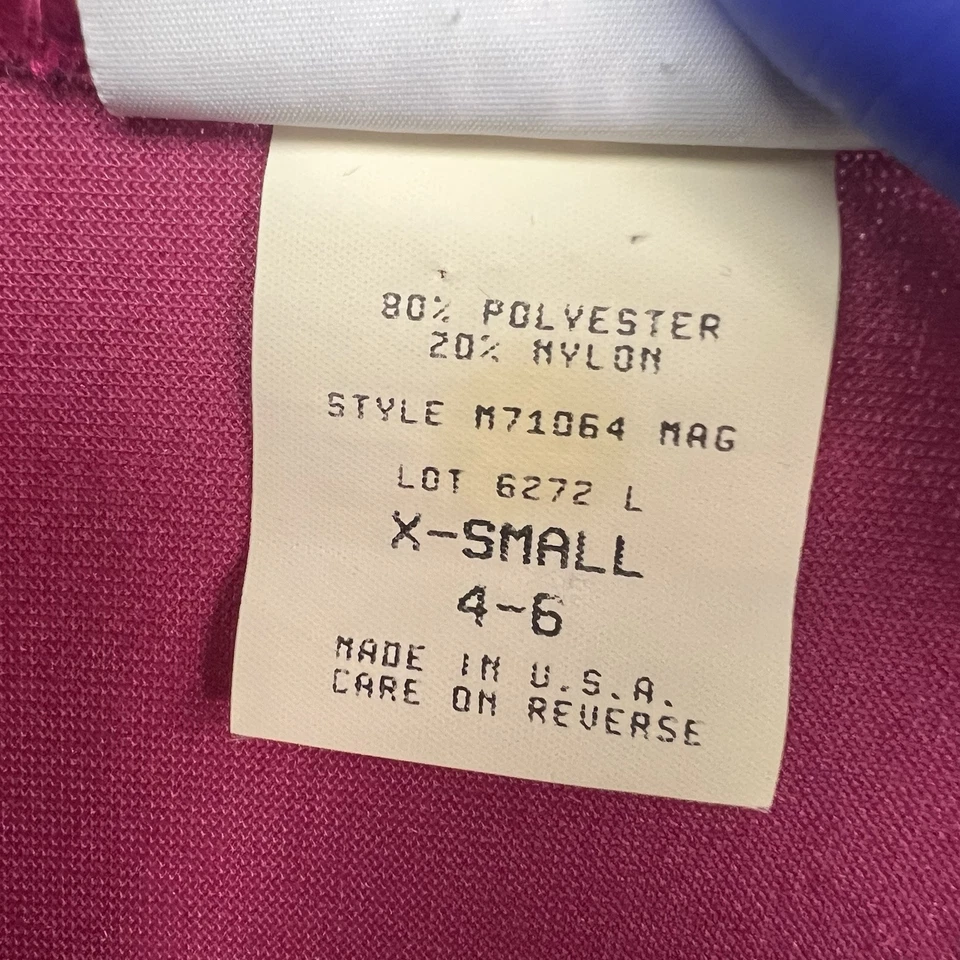 80% POLYESTER
20% NYLON
STYLE M71064 MAG
LOT 6272 L
X-SMALL
4-6
MADE IN U.S.A.
CARE ON REVERSE